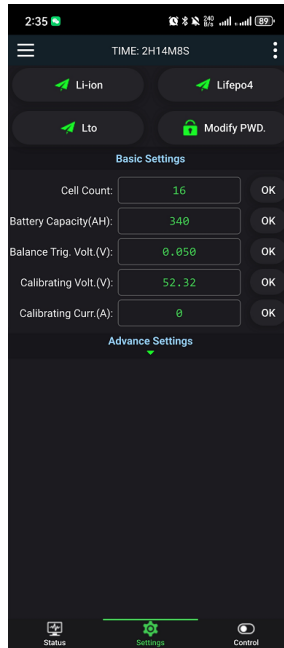 2:35 240 B/s 89
TIME: 2H14M8S
Li-ion Lifepo4
Lto Modify PWD.
Basic Settings
Cell Count: 16 OK
Battery Capacity(AH): 340 OK
Balance Trig. Volt.(V): 0.050 OK
Calibrating Volt.(V): 52.32 OK
Calibrating Curr.(A): 0 OK
Advance Settings
Status Settings Control